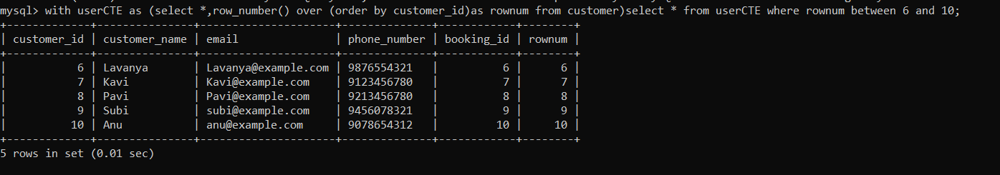 mysql> with userCTE as (select *,row_number() over (order by customer_id)as rownum from customer)select * from userCTE where rownum between 6 and 10;
+-------------+---------------+---------------------+--------------+------------+--------+
| customer_id | customer_name | email               | phone_number | booking_id | rownum |
+-------------+---------------+---------------------+--------------+------------+--------+
|           6 | Lavanya       | Lavanya@example.com | 9876554321   |          6 |      6 |
|           7 | Kavi          | Kavi@example.com    | 9123456780   |          7 |      7 |
|           8 | Pavi          | Pavi@example.com    | 9213456780   |          8 |      8 |
|           9 | Subi          | subi@example.com    | 9456078321   |          9 |      9 |
|          10 | Anu           | anu@example.com     | 9078654312   |         10 |     10 |
+-------------+---------------+---------------------+--------------+------------+--------+
5 rows in set (0.01 sec)